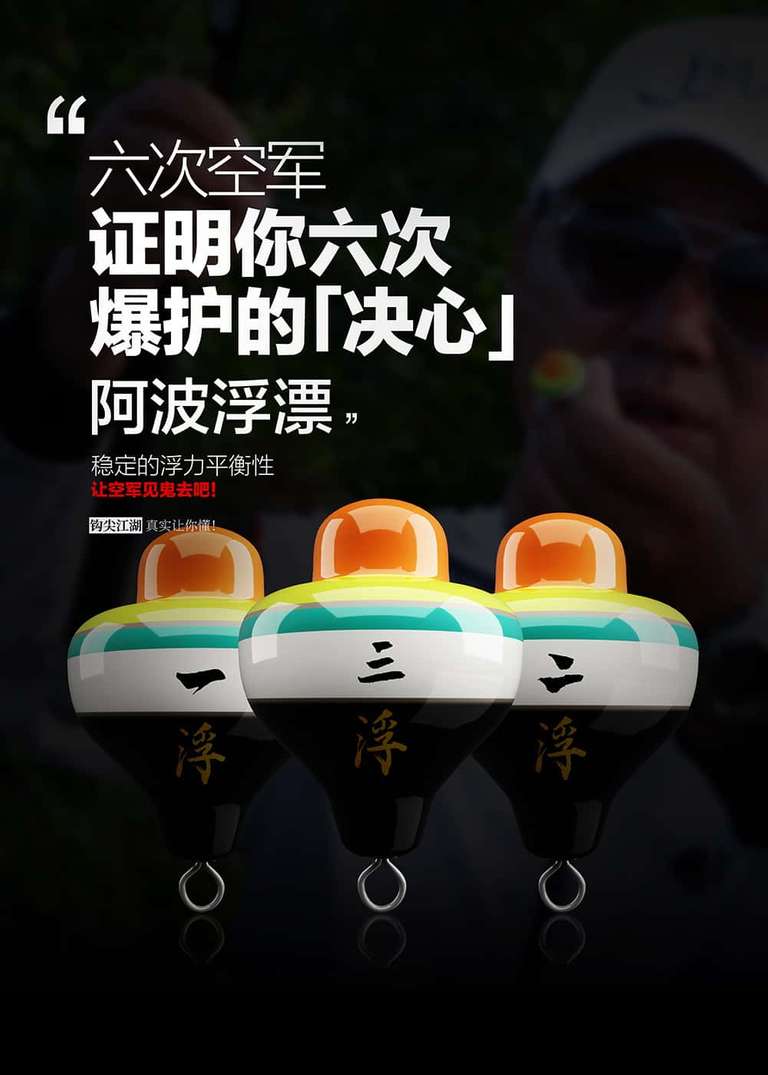 “
六次空军
证明你六次
爆护的「决心」
阿波浮漂 ”
稳定的浮力平衡性
让空军见鬼去吧!
钩尖江湖 真实让你懂!
一 三 二
浮 浮 浮